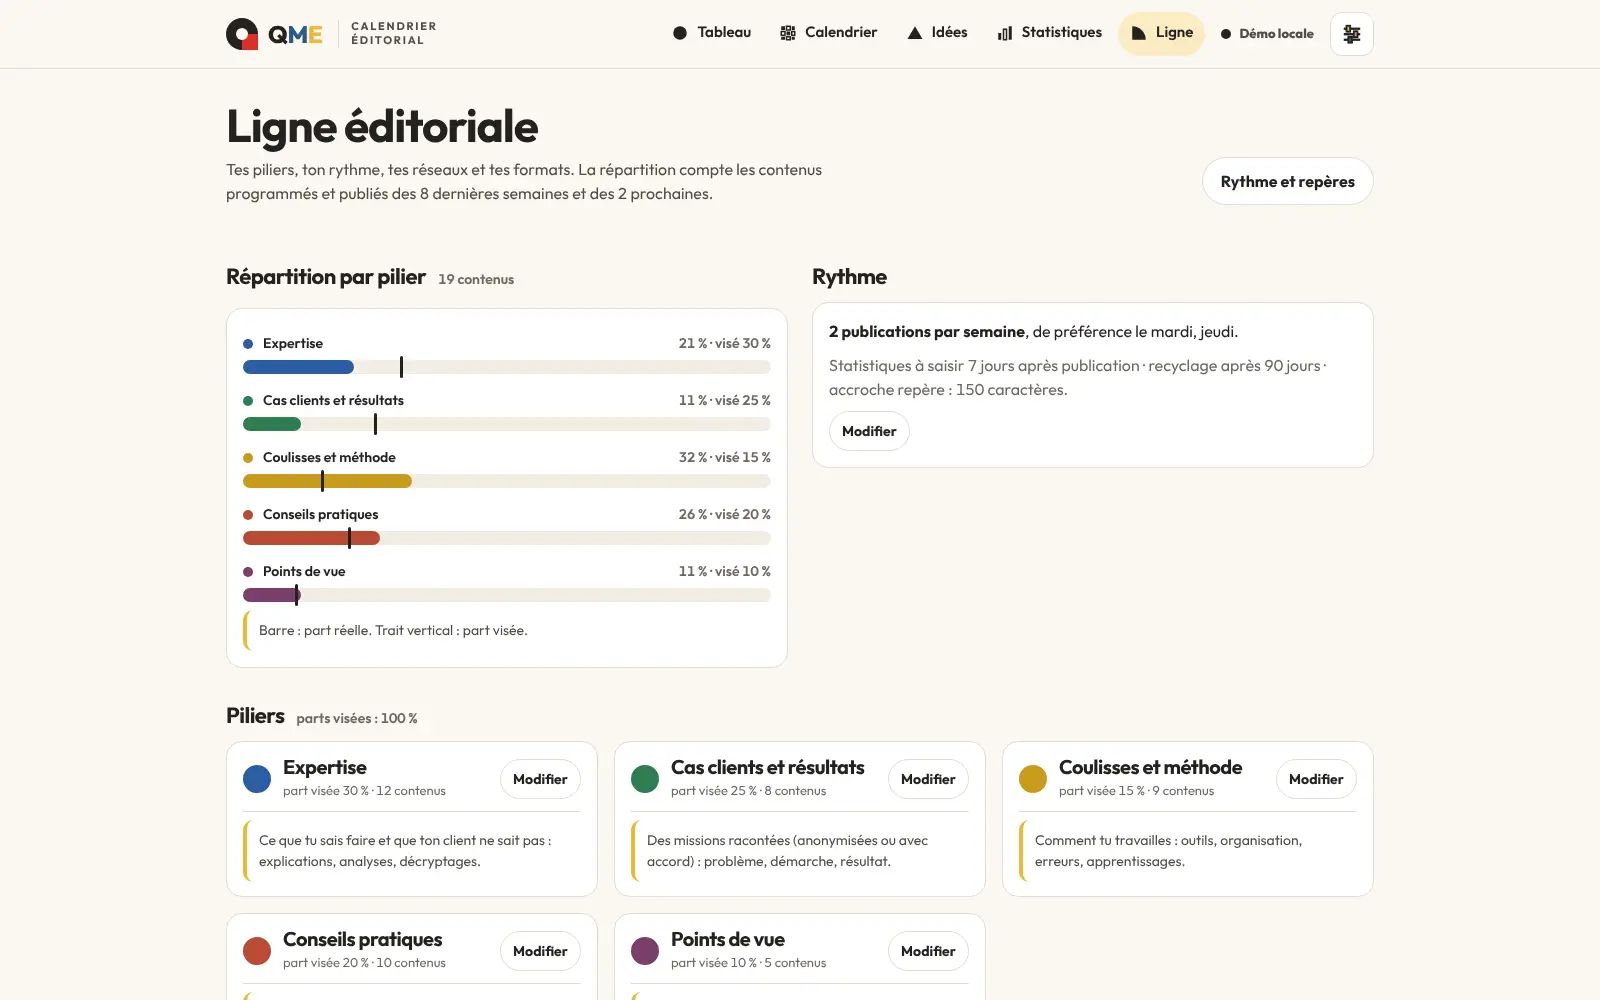 QME
CALENDRIER
ÉDITORIAL
Tableau
Calendrier
Idées
Statistiques
Ligne
Démo locale
Ligne éditoriale
Tes piliers, ton rythme, tes réseaux et tes formats. La répartition compte les contenus
programmés et publiés des 8 dernières semaines et des 2 prochaines.
Rythme et repères
Répartition par pilier 19 contenus
Expertise 21 % · visé 30 %
Cas clients et résultats 11 % · visé 25 %
Coulisses et méthode 32 % · visé 15 %
Conseils pratiques 26 % · visé 20 %
Points de vue 11 % · visé 10 %
Barre : part réelle. Trait vertical : part visée.
Rythme
2 publications par semaine, de préférence le mardi, jeudi.
Statistiques à saisir 7 jours après publication · recyclage après 90 jours ·
accroche repère : 150 caractères.
Modifier
Piliers parts visées : 100 %
Expertise
part visée 30 % · 12 contenus
Modifier
Ce que tu sais faire et que ton client ne sait pas :
explications, analyses, décryptages.
Cas clients et résultats
part visée 25 % · 8 contenus
Modifier
Des missions racontées (anonymisées ou avec
accord) : problème, démarche, résultat.
Coulisses et méthode
part visée 15 % · 9 contenus
Modifier
Comment tu travailles : outils, organisation,
erreurs, apprentissages.
Conseils pratiques
part visée 20 % · 10 contenus
Modifier
Points de vue
part visée 10 % · 5 contenus
Modifier